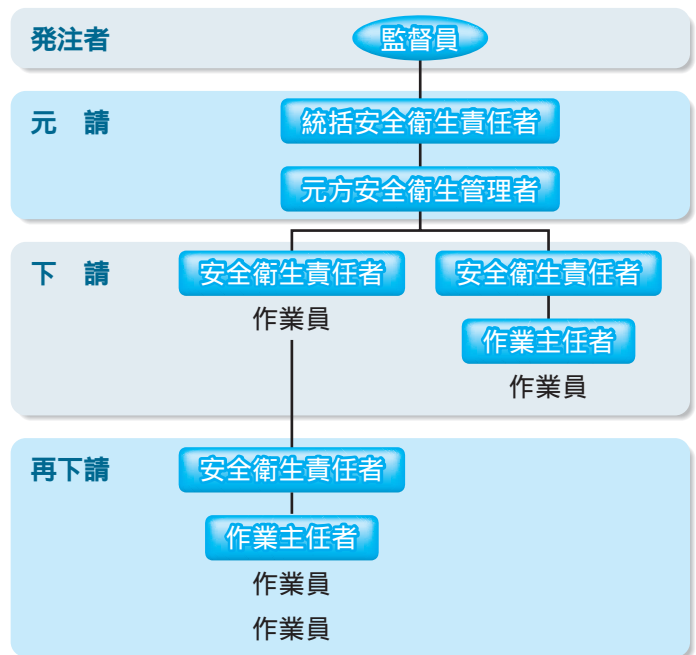 発注者
監督員
元　請
統括安全衛生責任者
元方安全衛生管理者
下　請
安全衛生責任者
作業員
安全衛生責任者
作業主任者
作業員
再下請
安全衛生責任者
作業主任者
作業員
作業員